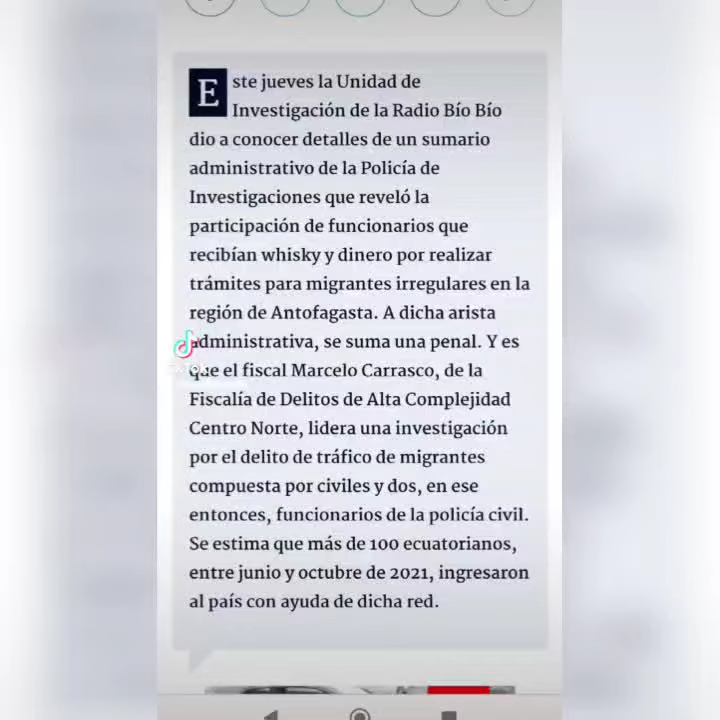 Este jueves la Unidad de
Investigación de la Radio Bío Bío
dio a conocer detalles de un sumario
administrativo de la Policía de
Investigaciones que reveló la
participación de funcionarios que
recibían whisky y dinero por realizar
trámites para migrantes irregulares en la
región de Antofagasta. A dicha arista
administrativa, se suma una penal. Y es
que el fiscal Marcelo Carrasco, de la
Fiscalía de Delitos de Alta Complejidad
Centro Norte, lidera una investigación
por el delito de tráfico de migrantes
compuesta por civiles y dos, en ese
entonces, funcionarios de la policía civil.
Se estima que más de 100 ecuatorianos,
entre junio y octubre de 2021, ingresaron
al país con ayuda de dicha red.